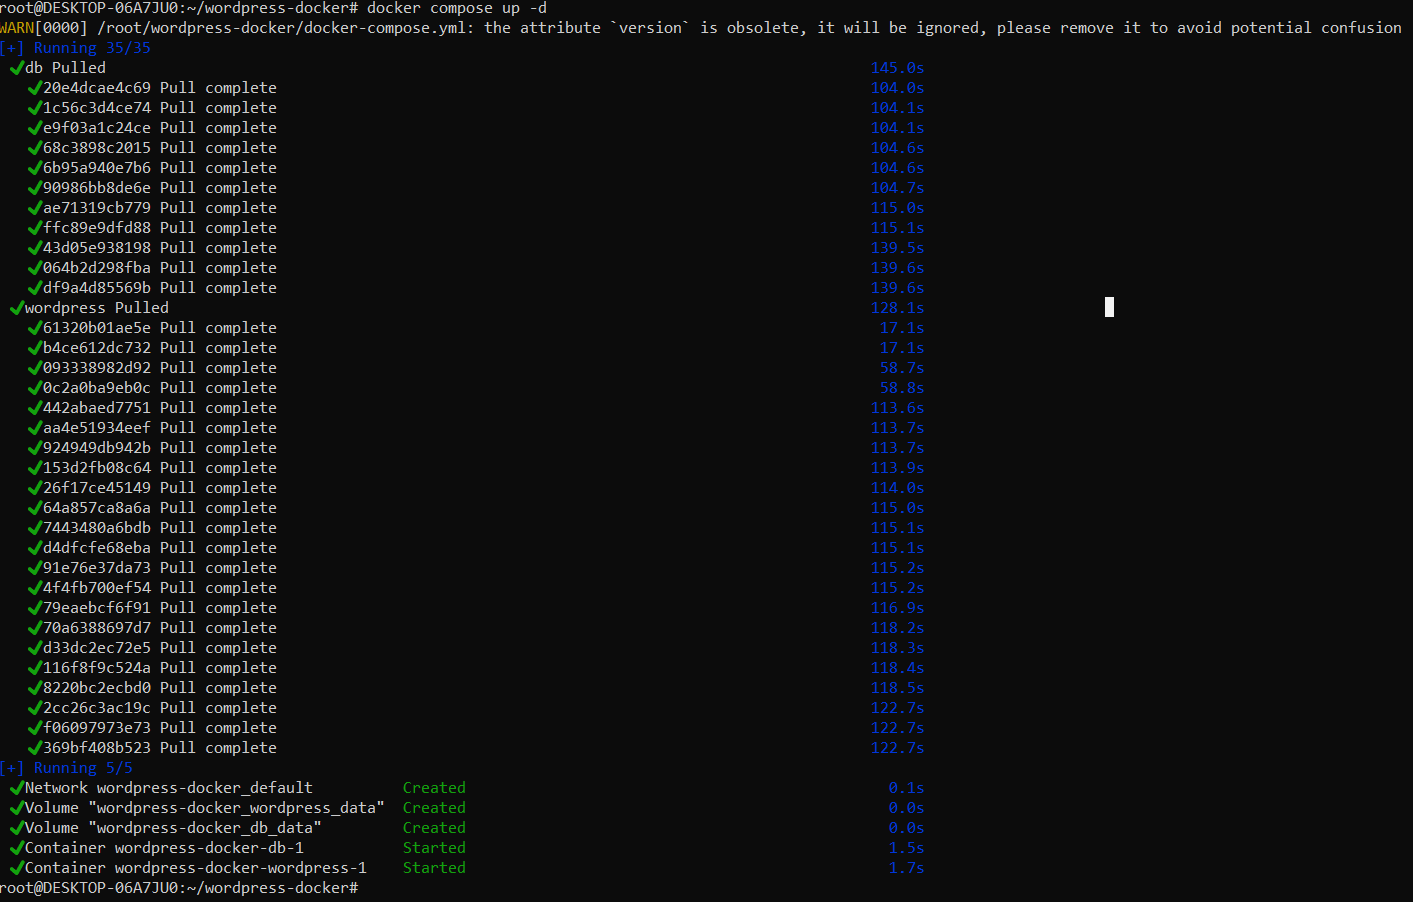 root@DESKTOP-06A7JU0:~/wordpress-docker# docker compose up -d
WARN[0000] /root/wordpress-docker/docker-compose.yml: the attribute `version` is obsolete, it will be ignored, please remove it to avoid potential confusion
[+] Running 35/35
✔db Pulled 145.0s
✔20e4dcae4c69 Pull complete 104.0s
✔1c56c3d4ce74 Pull complete 104.1s
✔e9f03a1c24ce Pull complete 104.1s
✔68c3898c2015 Pull complete 104.6s
✔6b95a940e7b6 Pull complete 104.6s
✔90986bb8de6e Pull complete 104.7s
✔ae71319cb779 Pull complete 115.0s
✔ffc89e9dfd88 Pull complete 115.1s
✔43d05e938198 Pull complete 139.5s
✔064b2d298fba Pull complete 139.6s
✔df9a4d85569b Pull complete 139.6s
✔wordpress Pulled 128.1s
✔61320b01ae5e Pull complete 17.1s
✔b4ce612dc732 Pull complete 17.1s
✔093338982d92 Pull complete 58.7s
✔0c2a0ba9eb0c Pull complete 58.8s
✔442abaed7751 Pull complete 113.6s
✔aa4e51934eef Pull complete 113.7s
✔924949db942b Pull complete 113.7s
✔153d2fb08c64 Pull complete 113.9s
✔26f17ce45149 Pull complete 114.0s
✔64a857ca8a6a Pull complete 115.0s
✔7443480a6bdb Pull complete 115.1s
✔d4dfcfe68eba Pull complete 115.1s
✔91e76e37da73 Pull complete 115.2s
✔4f4fb700ef54 Pull complete 115.2s
✔79eaebcf6f91 Pull complete 116.9s
✔70a6388697d7 Pull complete 118.2s
✔d33dc2ec72e5 Pull complete 118.3s
✔116f8f9c524a Pull complete 118.4s
✔8220bc2ecbd0 Pull complete 118.5s
✔2cc26c3ac19c Pull complete 122.7s
✔f06097973e73 Pull complete 122.7s
✔369bf408b523 Pull complete 122.7s
[+] Running 5/5
✔Network wordpress-docker_default Created 0.1s
✔Volume "wordpress-docker_wordpress_data" Created 0.0s
✔Volume "wordpress-docker_db_data" Created 0.0s
✔Container wordpress-docker-db-1 Started 1.5s
✔Container wordpress-docker-wordpress-1 Started 1.7s
root@DESKTOP-06A7JU0:~/wordpress-docker#